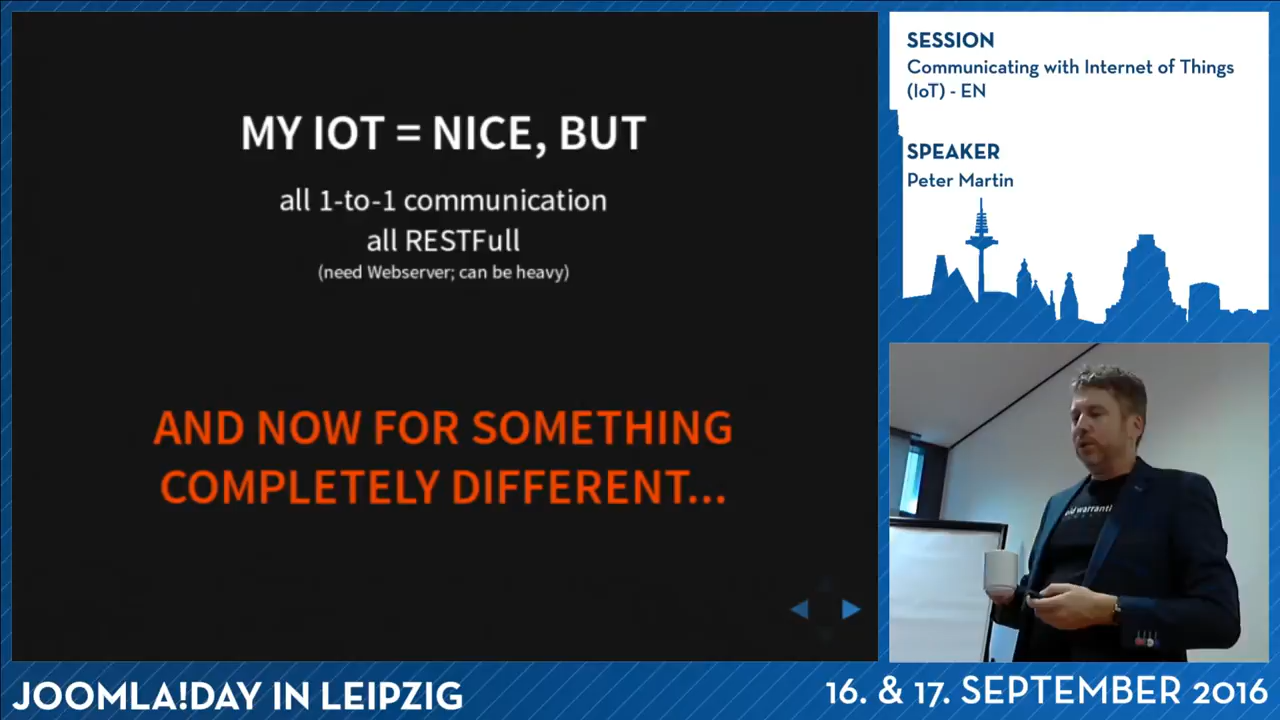 MY IOT = NICE, BUT
all 1-to-1 communication
all RESTFull
(need Webserver; can be heavy)
AND NOW FOR SOMETHING
COMPLETELY DIFFERENT...
SESSION
Communicating with Internet of Things
(IoT) - EN
SPEAKER
Peter Martin
JOOMLA!DAY IN LEIPZIG
16. & 17. SEPTEMBER 2016